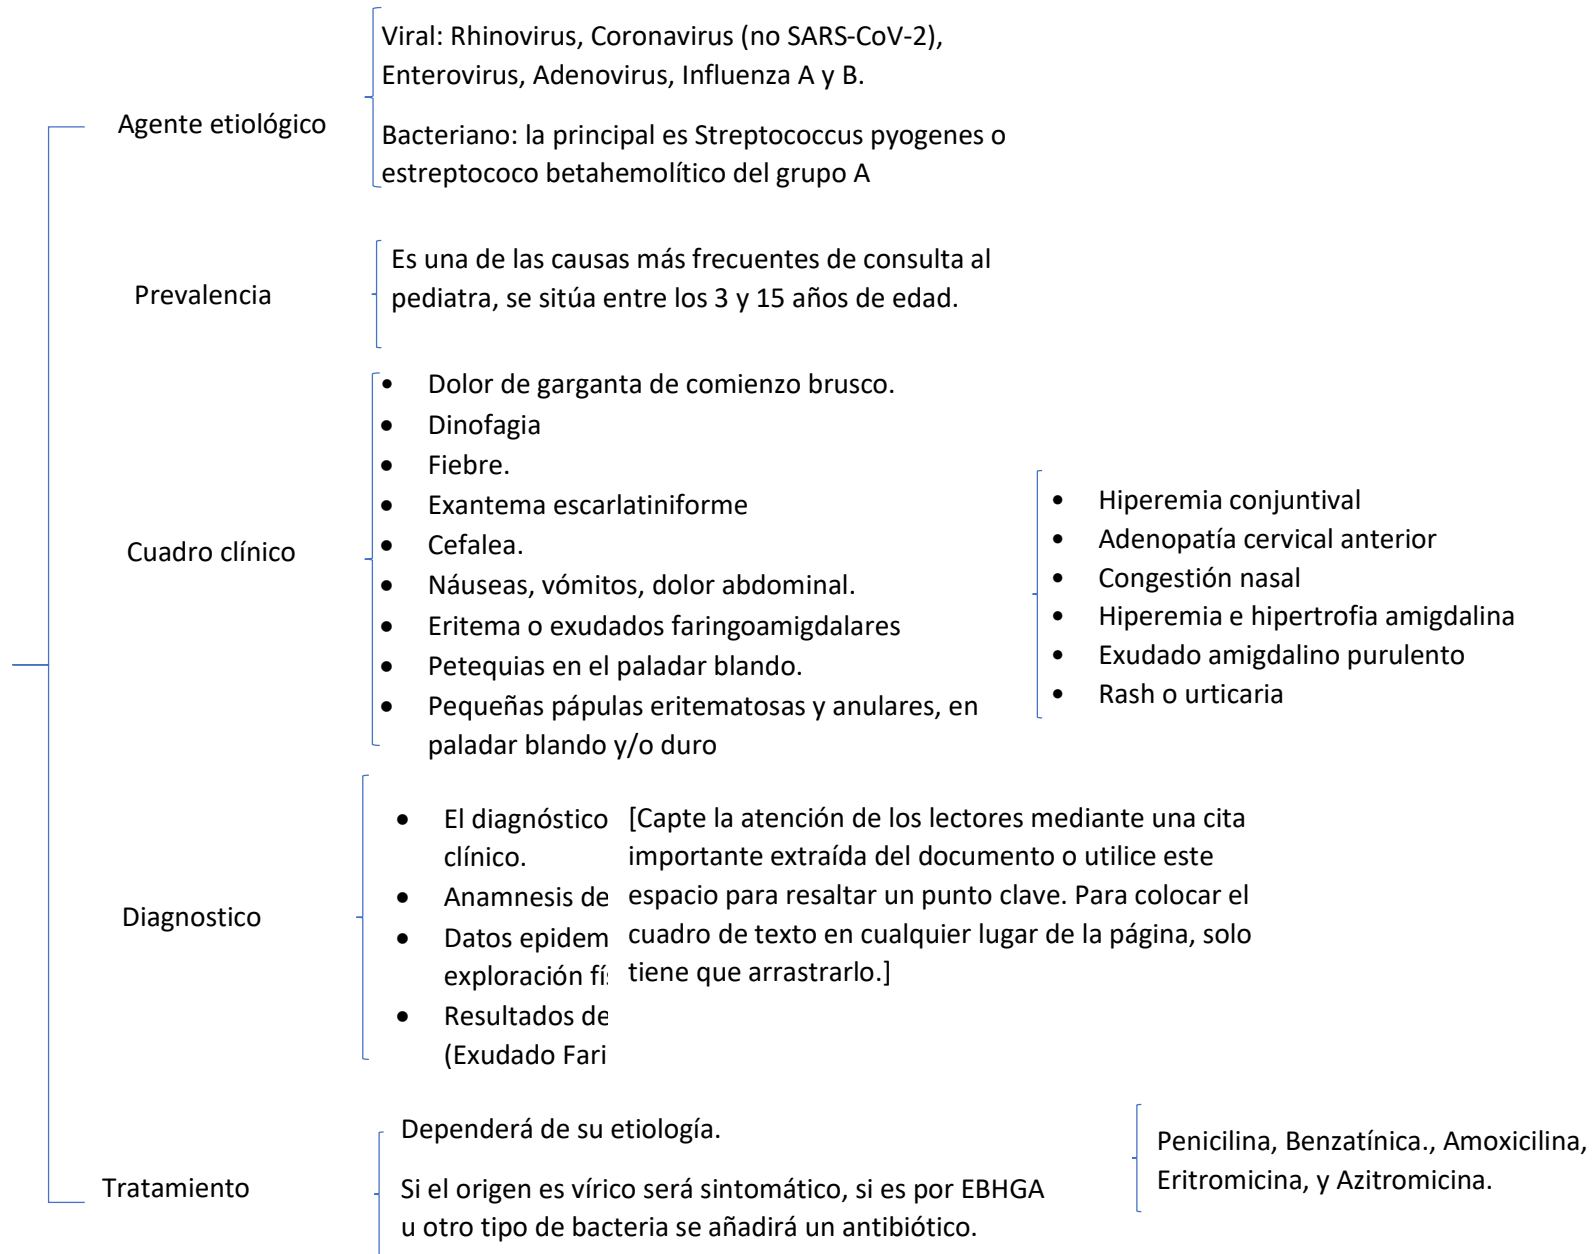 Agente etiológico
Viral: Rhinovirus, Coronavirus (no SARS-CoV-2),
Enterovirus, Adenovirus, Influenza A y B.
Bacteriano: la principal es Streptococcus pyogenes o
estreptococo betahemolítico del grupo A
Prevalencia
Es una de las causas más frecuentes de consulta al
pediatra, se sitúa entre los 3 y 15 años de edad.
Cuadro clínico
• Dolor de garganta de comienzo brusco.
• Dinofagia
• Fiebre.
• Exantema escarlatiniforme
• Cefalea.
• Náuseas, vómitos, dolor abdominal.
• Eritema o exudados faringoamigdalares
• Petequias en el paladar blando.
• Pequeñas pápulas eritematosas y anulares, en
paladar blando y/o duro
• Hiperemia conjuntival
• Adenopatía cervical anterior
• Congestión nasal
• Hiperemia e hipertrofia amigdalina
• Exudado amigdalino purulento
• Rash o urticaria
Diagnostico
• El diagnóstico
clínico.
• Anamnesis de
• Datos epidem
exploración fí
• Resultados de
(Exudado Fari
[Capte la atención de los lectores mediante una cita
importante extraída del documento o utilice este
espacio para resaltar un punto clave. Para colocar el
cuadro de texto en cualquier lugar de la página, solo
tiene que arrastrarlo.]
Tratamiento
Dependerá de su etiología.
Si el origen es vírico será sintomático, si es por EBHGA
u otro tipo de bacteria se añadirá un antibiótico.
Penicilina, Benzatínica., Amoxicilina,
Eritromicina, y Azitromicina.